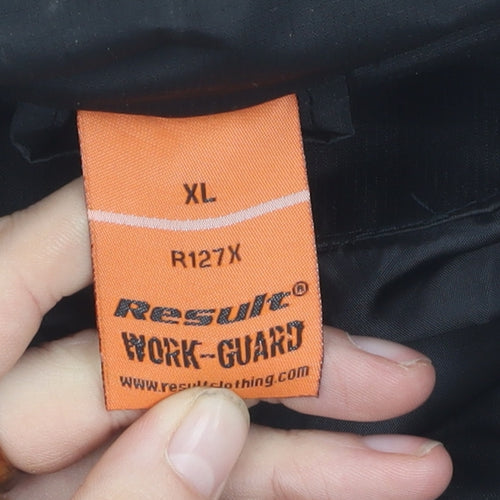 XL
R127X
Result®
WORK-GUARD
www.resultclothing.com